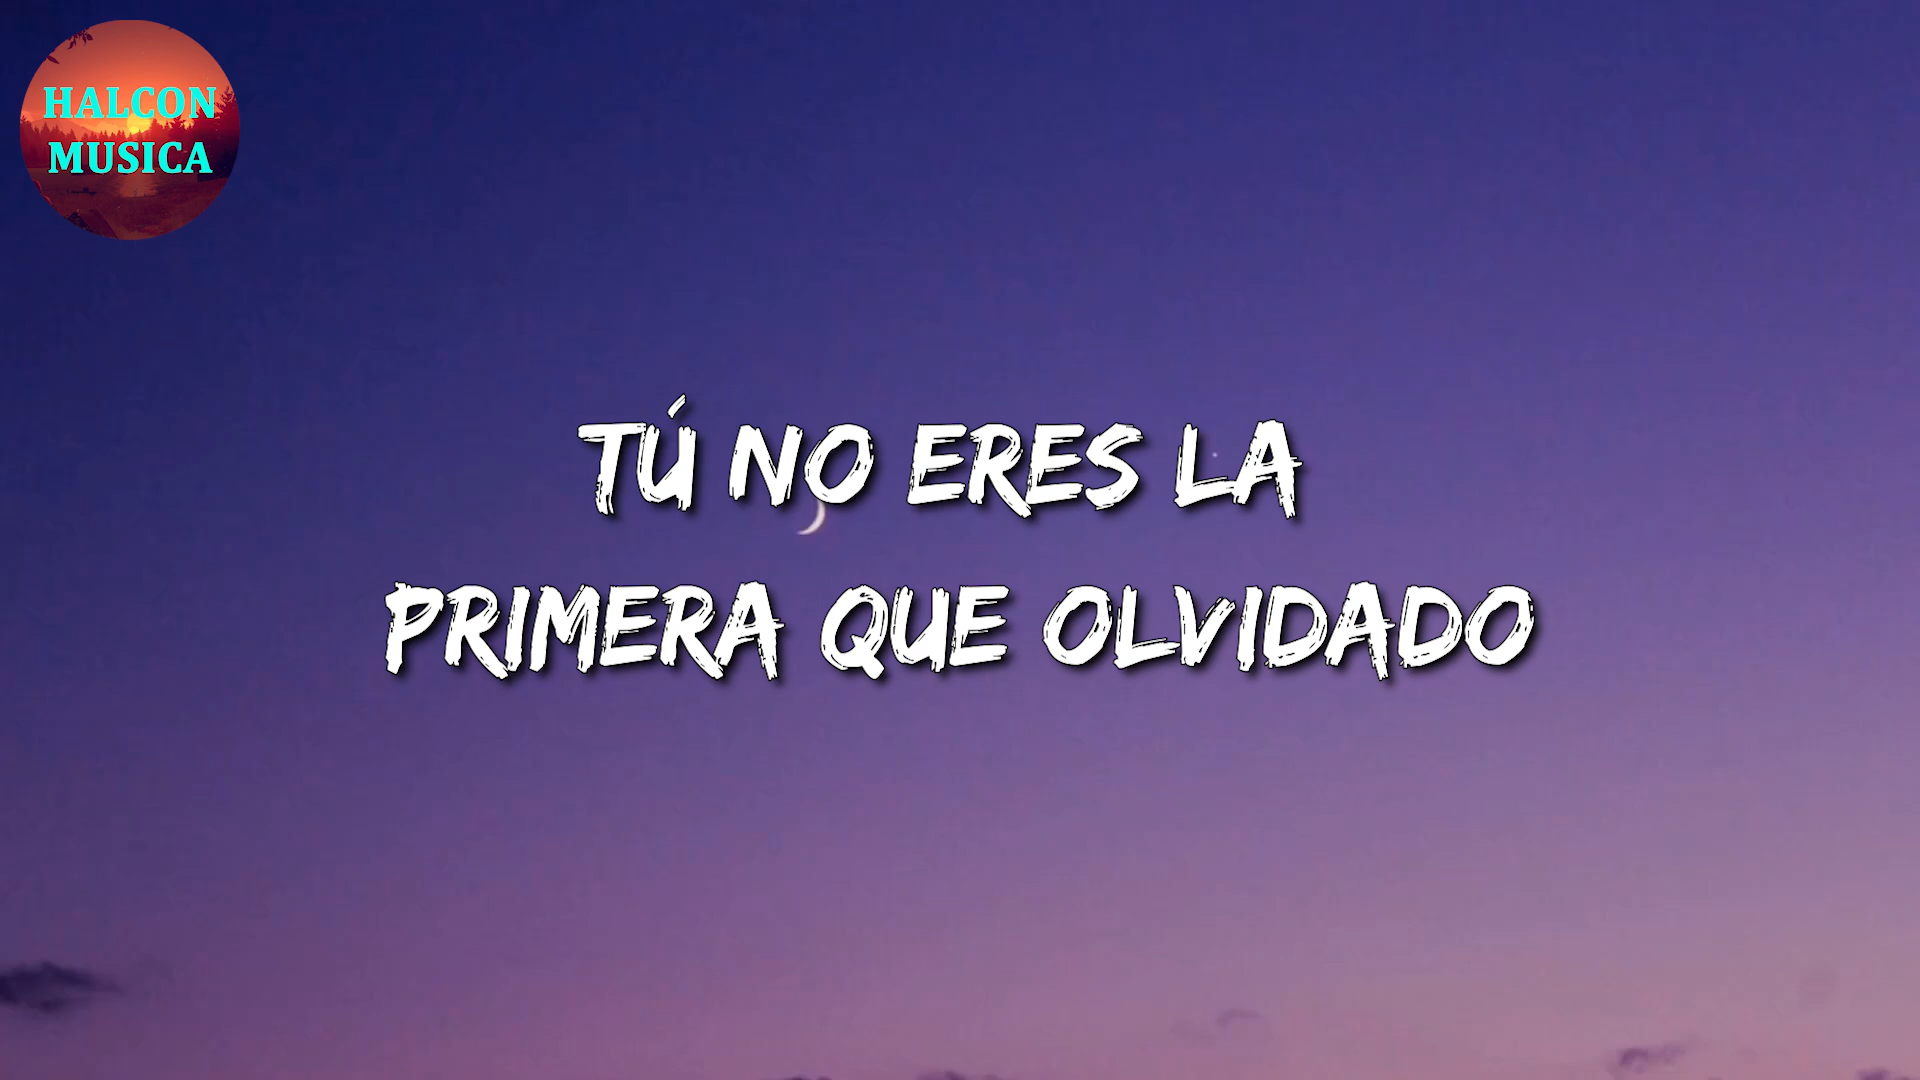 HALCON
MUSICA
TÚ NO ERES LA
PRIMERA QUE OLVIDADO